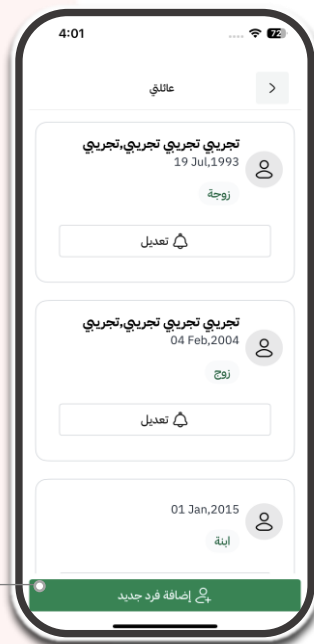 4:01
72
عائلتي
تجريبي تجريبي تجريبي,تجريبي
19 Jul,1993
زوجة
تعديل
تجريبي تجريبي تجريبي,تجريبي
04 Feb,2004
زوج
تعديل
01 Jan,2015
ابنة
إضافة فرد جديد